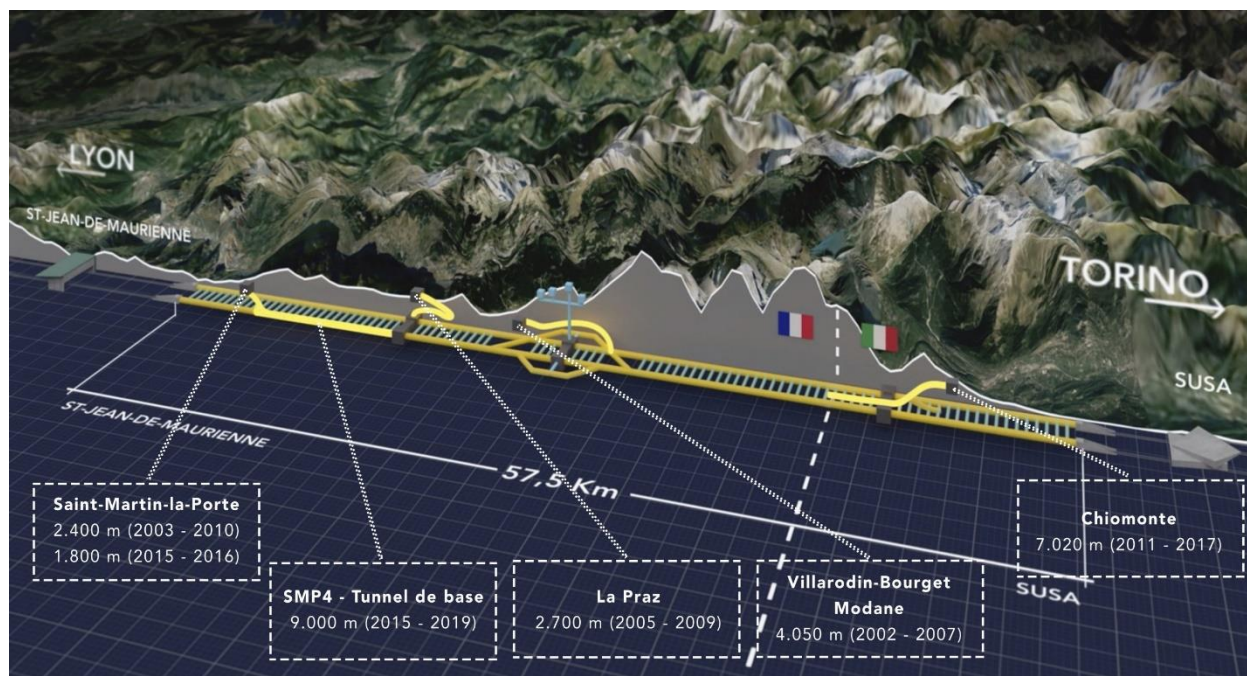 LYON
ST-JEAN-DE-MAURIENNE
TORINO
SUSA
ST-JEAN-DE-MAURIENNE
57,5 Km
SUSA
Saint-Martin-la-Porte
2.400 m (2003 - 2010)
1.800 m (2015 - 2016)
SMP4 - Tunnel de base
9.000 m (2015 - 2019)
La Praz
2.700 m (2005 - 2009)
Villarodin-Bourget
Modane
4.050 m (2002 - 2007)
Chiomonte
7.020 m (2011 - 2017)